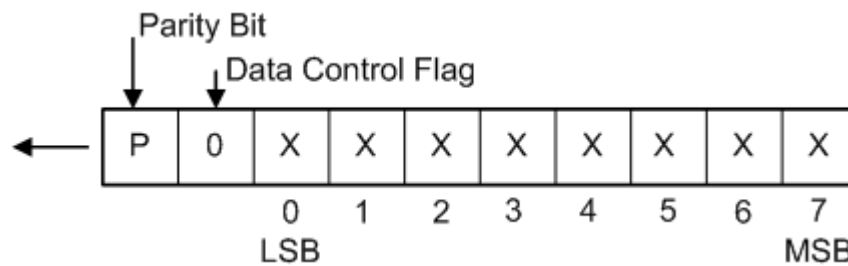 Parity Bit
Data Control Flag
P 0 X X X X X X X X
0 1 2 3 4 5 6 7
LSB MSB